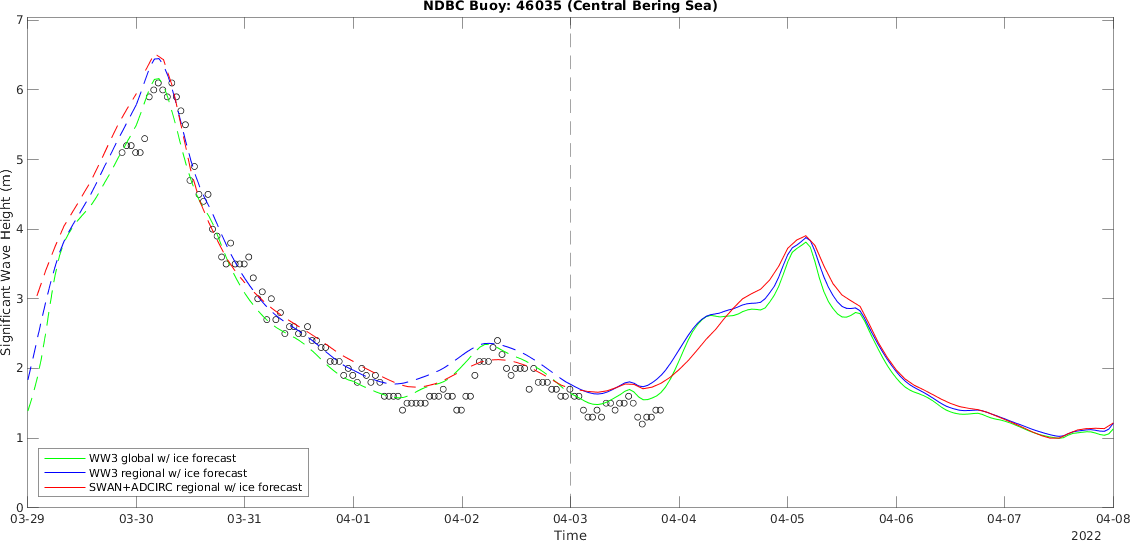 NDBC Buoy: 46035 (Central Bering Sea)
7
6
5
4
3
2
1
0
Significant Wave Height (m)
WW3 global w/ ice forecast
WW3 regional w/ ice forecast
SWAN+ADCIRC regional w/ ice forecast
03-29 03-30 03-31 04-01 04-02 04-03 04-04 04-05 04-06 04-07 04-08
Time
2022